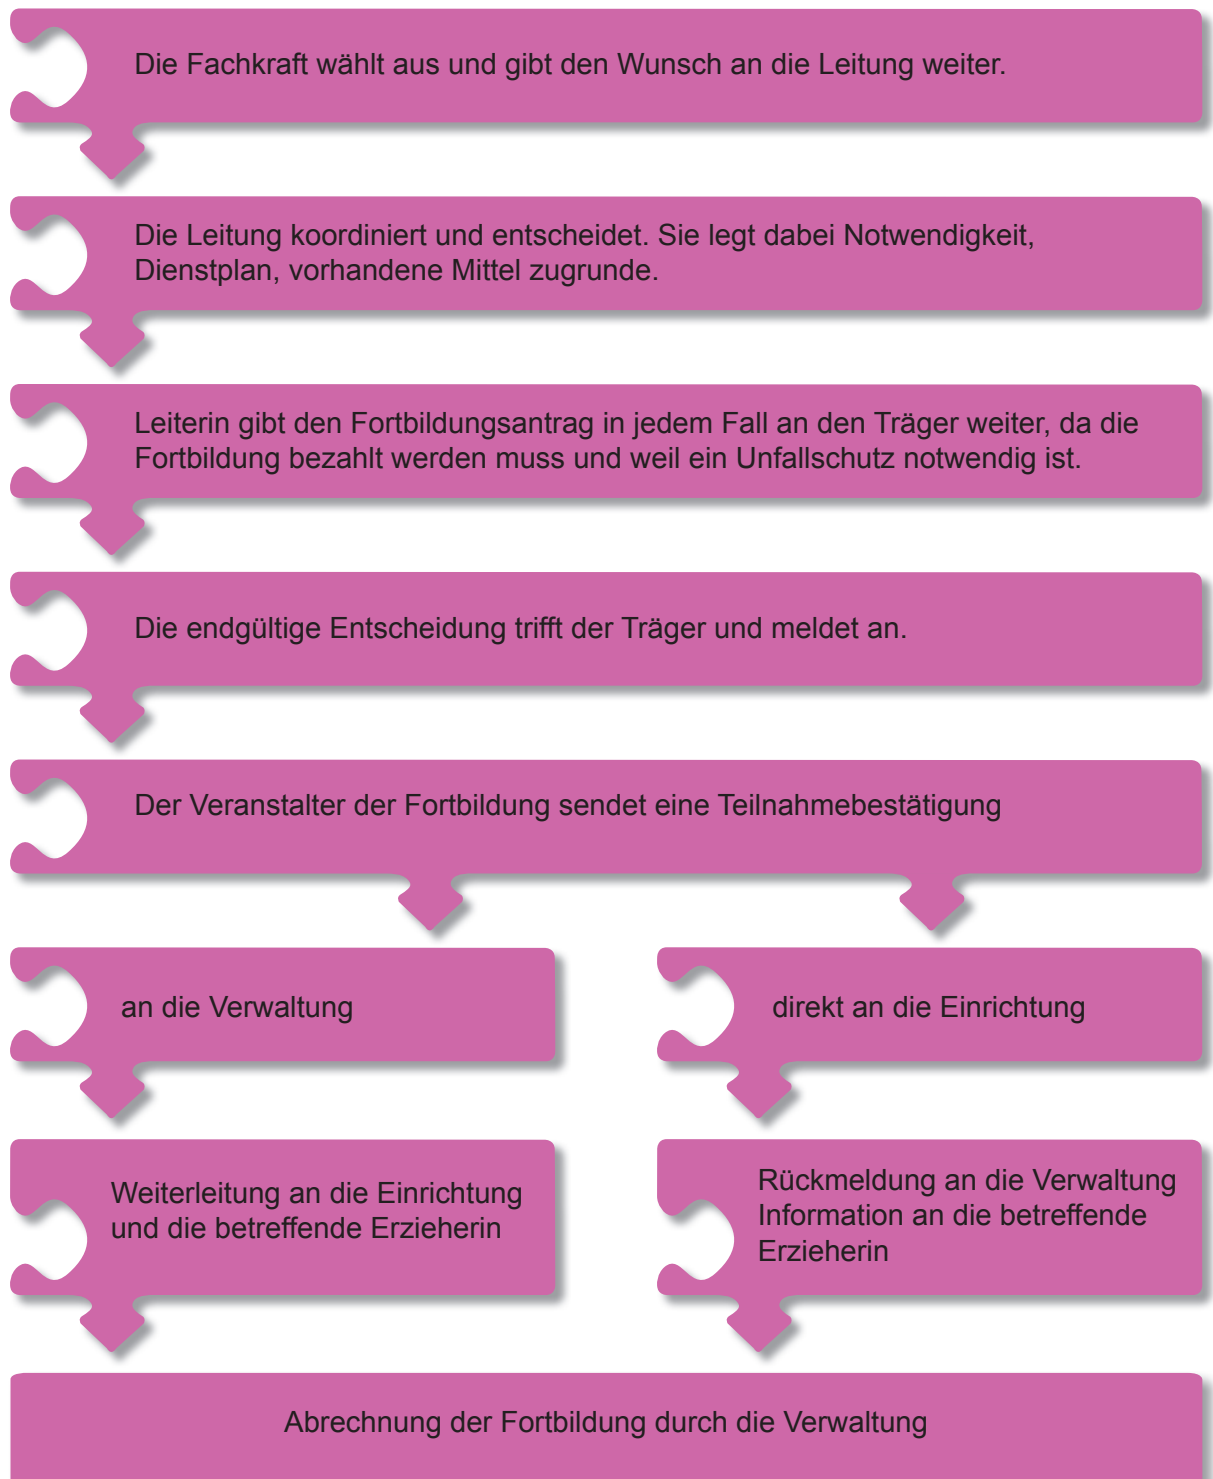 Die Fachkraft wählt aus und gibt den Wunsch an die Leitung weiter.
Die Leitung koordiniert und entscheidet. Sie legt dabei Notwendigkeit,
Dienstplan, vorhandene Mittel zugrunde.
Leiterin gibt den Fortbildungsantrag in jedem Fall an den Träger weiter, da die
Fortbildung bezahlt werden muss und weil ein Unfallschutz notwendig ist.
Die endgültige Entscheidung trifft der Träger und meldet an.
Der Veranstalter der Fortbildung sendet eine Teilnahmebestätigung
an die Verwaltung
direkt an die Einrichtung
Weiterleitung an die Einrichtung
und die betreffende Erzieherin
Rückmeldung an die Verwaltung
Information an die betreffende
Erzieherin
Abrechnung der Fortbildung durch die Verwaltung